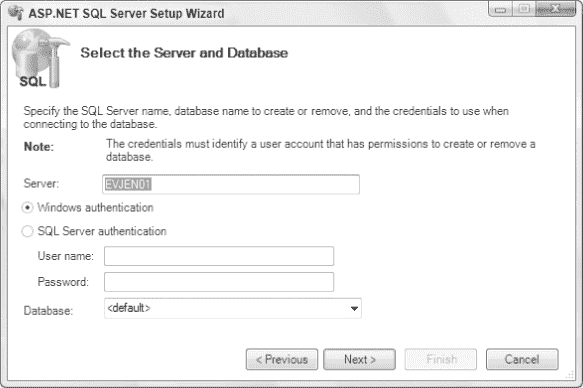 ASP.NET SQL Server Setup Wizard
SQL
Select the Server and Database
Specify the SQL Server name, database name to create or remove, and the credentials to use when
connecting to the database.
Note: The credentials must identify a user account that has permissions to create or remove a
database.
Server: EVJEN01
Windows authentication
SQL Server authentication
User name:
Password:
Database: <default>
< Previous Next > Finish Cancel